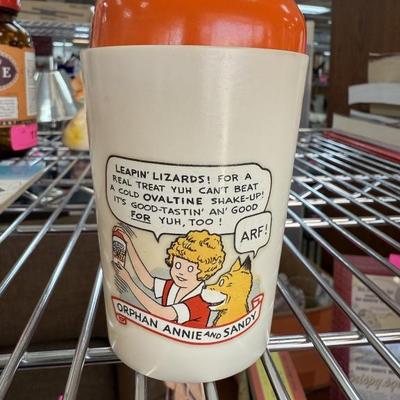 LEAPIN' LIZARDS! FOR A
REAL TREAT YUH CAN'T BEAT
A COLD OVALTINE SHAKE-UP!
IT'S GOOD-TASTIN' AN' GOOD
FOR YUH, TOO!
ARF!
ORPHAN ANNIE AND SANDY